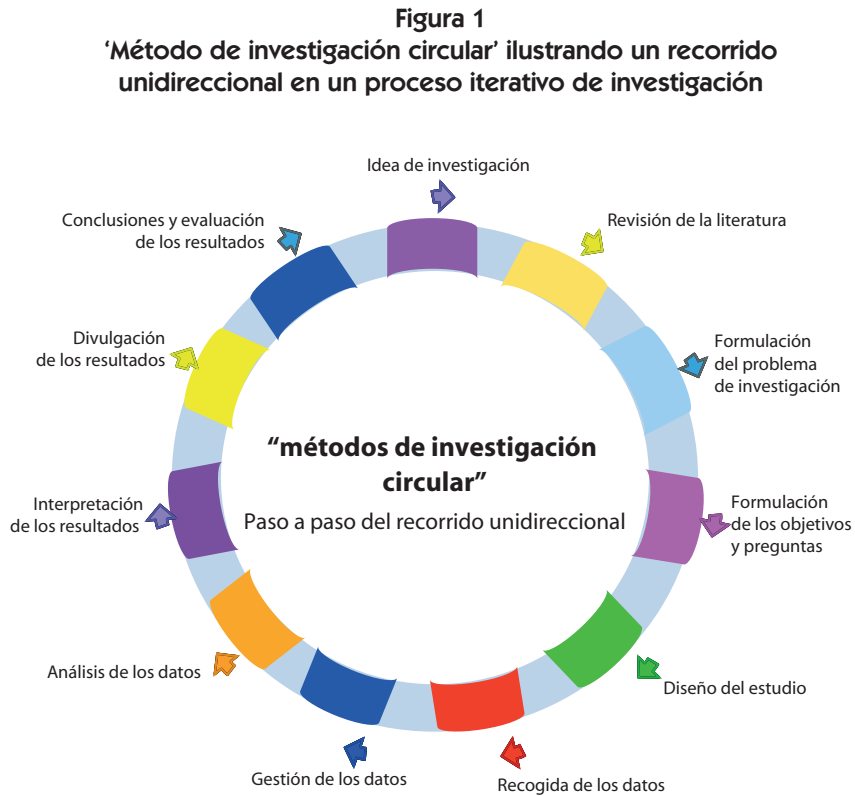 Figura 1
‘Método de investigación circular’ ilustrando un recorrido
unidireccional en un proceso iterativo de investigación
Idea de investigación
Revisión de la literatura
Formulación
del problema
de investigación
Formulación
de los objetivos
y preguntas
Diseño del estudio
Recogida de los datos
Gestión de los datos
Análisis de los datos
Interpretación
de los resultados
Divulgación
de los resultados
Conclusiones y evaluación
de los resultados
“métodos de investigación
circular”
Paso a paso del recorrido unidireccional